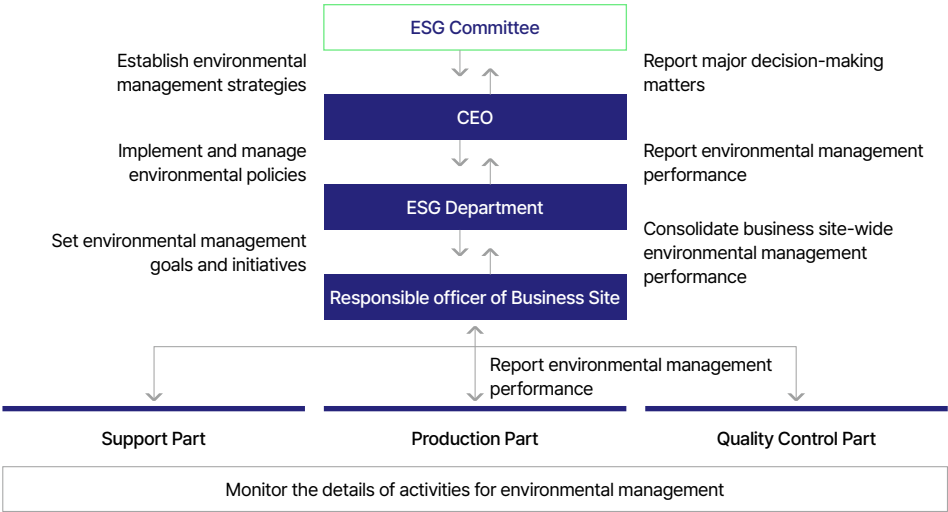 ESG Committee
Establish environmental
management strategies
Report major decision-making
matters
CEO
Implement and manage
environmental policies
Report environmental management
performance
ESG Department
Set environmental management
goals and initiatives
Consolidate business site-wide
environmental management
performance
Responsible officer of Business Site
Report environmental management
performance
Support Part
Production Part
Quality Control Part
Monitor the details of activities for environmental management